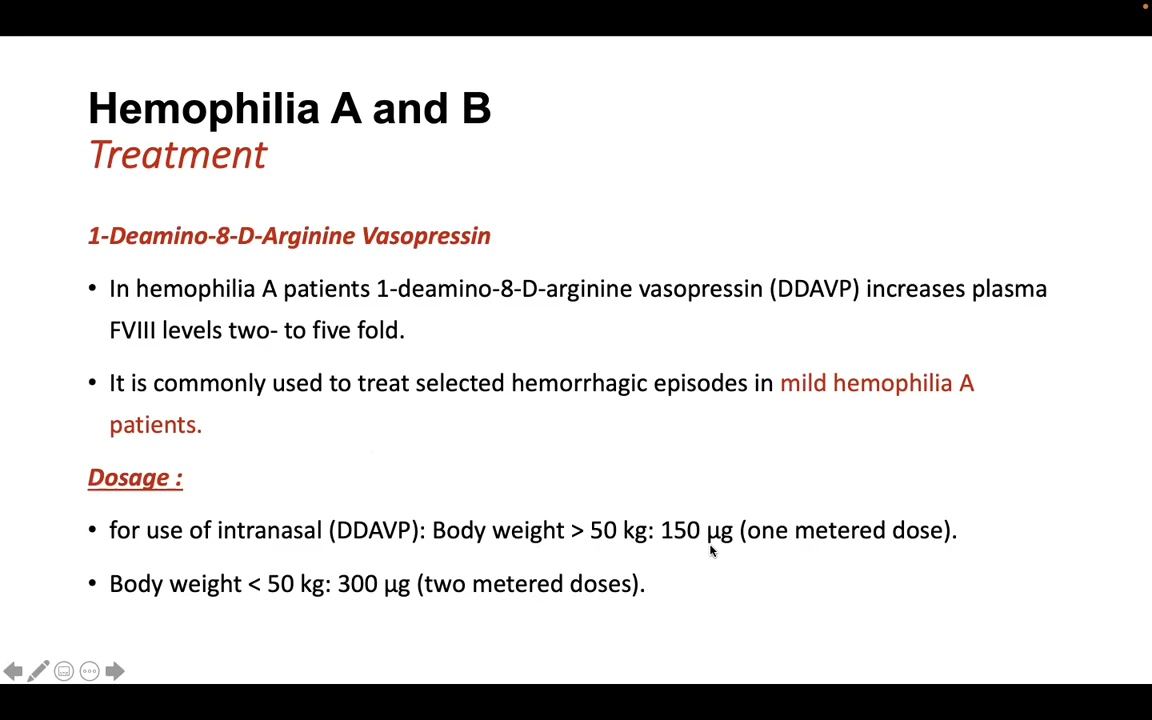 Hemophilia A and B
Treatment
1-Deamino-8-D-Arginine Vasopressin
• In hemophilia A patients 1-deamino-8-D-arginine vasopressin (DDAVP) increases plasma
FVIII levels two- to five fold.
• It is commonly used to treat selected hemorrhagic episodes in mild hemophilia A
patients.
Dosage :
• for use of intranasal (DDAVP): Body weight > 50 kg: 150 µg (one metered dose).
• Body weight < 50 kg: 300 µg (two metered doses).